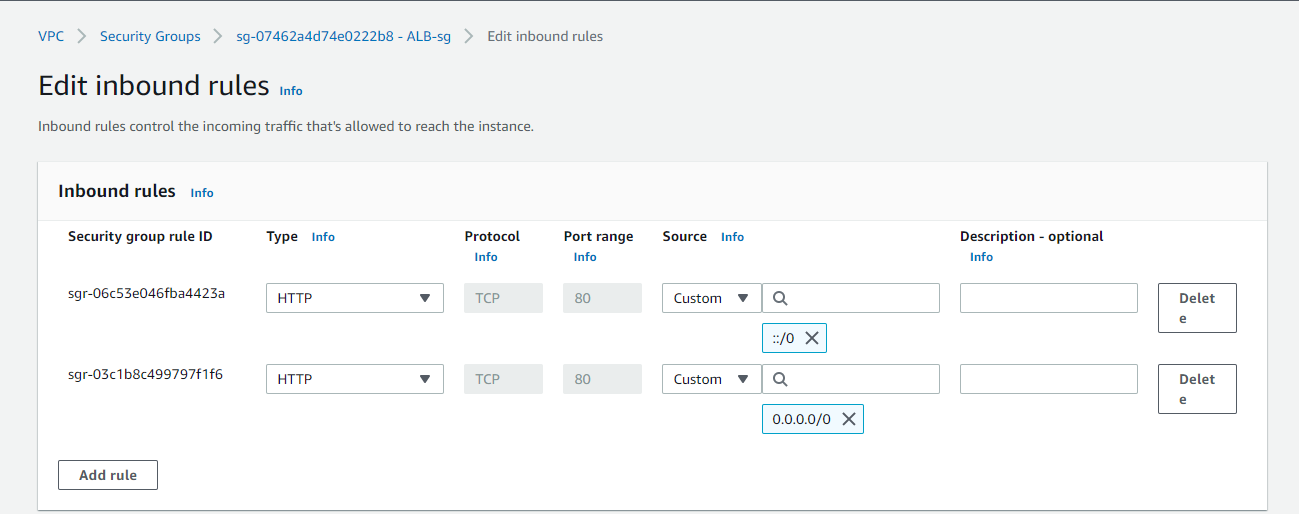 VPC > Security Groups > sg-07462a4d74e0222b8 - ALB-sg > Edit inbound rules
Edit inbound rules Info
Inbound rules control the incoming traffic that's allowed to reach the instance.
Inbound rules Info
Security group rule ID Type Info Protocol Port range Source Info Description - optional
Info Info Info
sgr-06c53e046fba4423a HTTP TCP 80 Custom Delet
e
::/0
sgr-03c1b8c499797f1f6 HTTP TCP 80 Custom Delet
e
0.0.0.0/0
Add rule